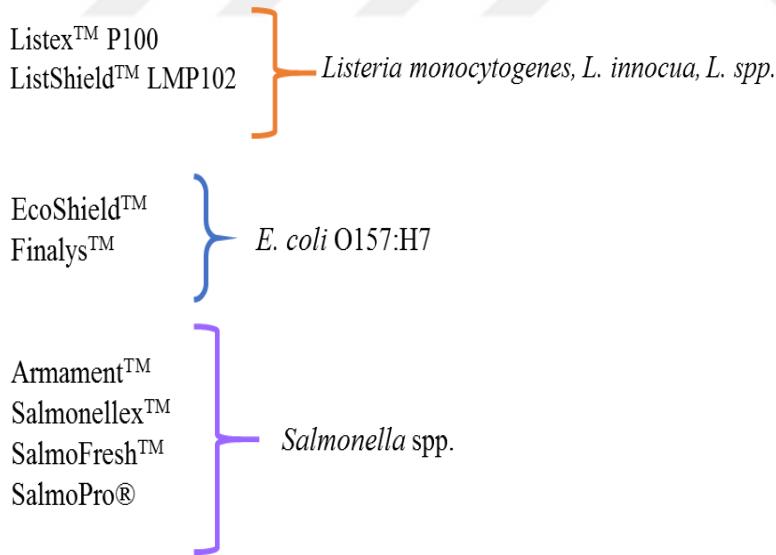 Listex™ P100
ListShield™ LMP102
Listeria monocytogenes, L. innocua, L. spp.
EcoShield™
Finalys™
E. coli O157:H7
Armament™
Salmonellex™
SalmoFresh™
SalmoPro®
Salmonella spp.